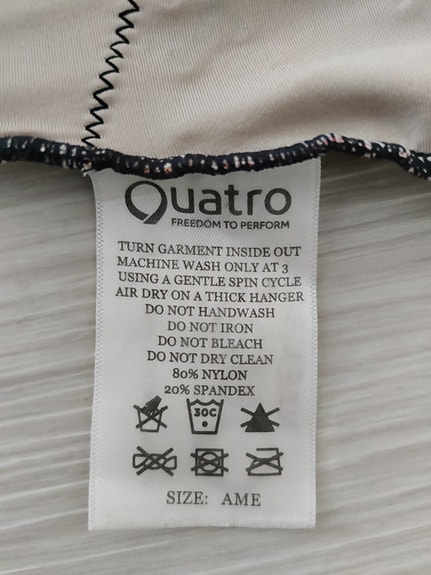 Quatro
FREEDOM TO PERFORM
TURN GARMENT INSIDE OUT
MACHINE WASH ONLY AT 3
USING A GENTLE SPIN CYCLE
AIR DRY ON A THICK HANGER
DO NOT HANDWASH
DO NOT IRON
DO NOT BLEACH
DO NOT DRY CLEAN
80% NYLON
20% SPANDEX
30C
SIZE: AME